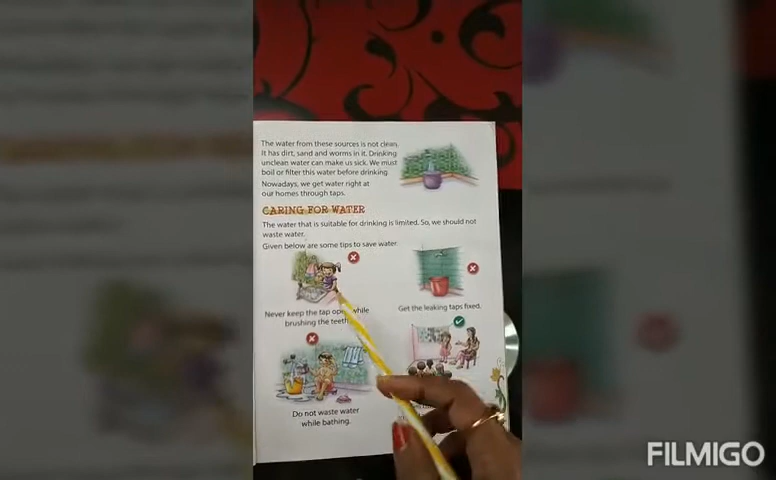 The water from these sources is not clean.
It has dirt, sand and worms in it. Drinking
unclean water can make us sick. We must
boil or filter this water before drinking.
Nowadays, we get water right at
our homes through taps.
CARING FOR WATER
The water that is suitable for drinking is limited. So, we should not
waste water.
Given below are some tips to save water
Never keep the tap open while
brushing the teeth
Get the leaking taps fixed.
Do not waste water
while bathing.
FILMIGO